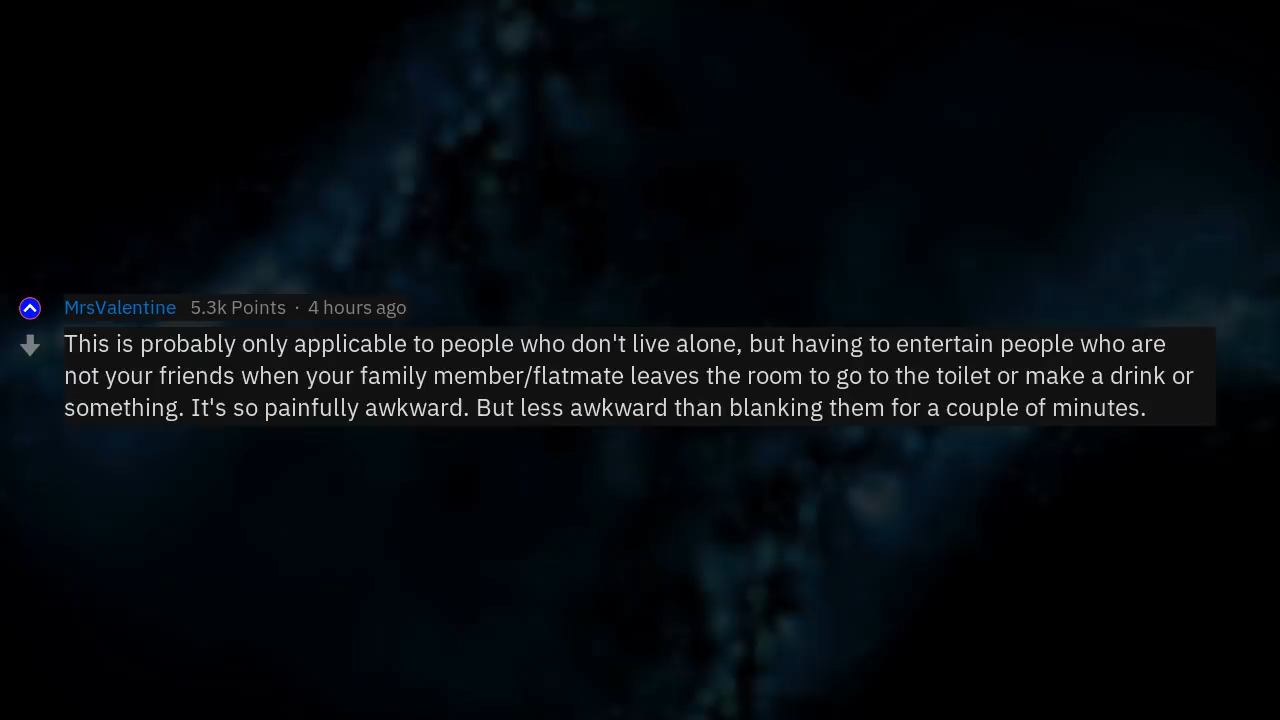 MrsValentine 5.3k Points · 4 hours ago
This is probably only applicable to people who don't live alone, but having to entertain people who are
not your friends when your family member/flatmate leaves the room to go to the toilet or make a drink or
something. It's so painfully awkward. But less awkward than blanking them for a couple of minutes.